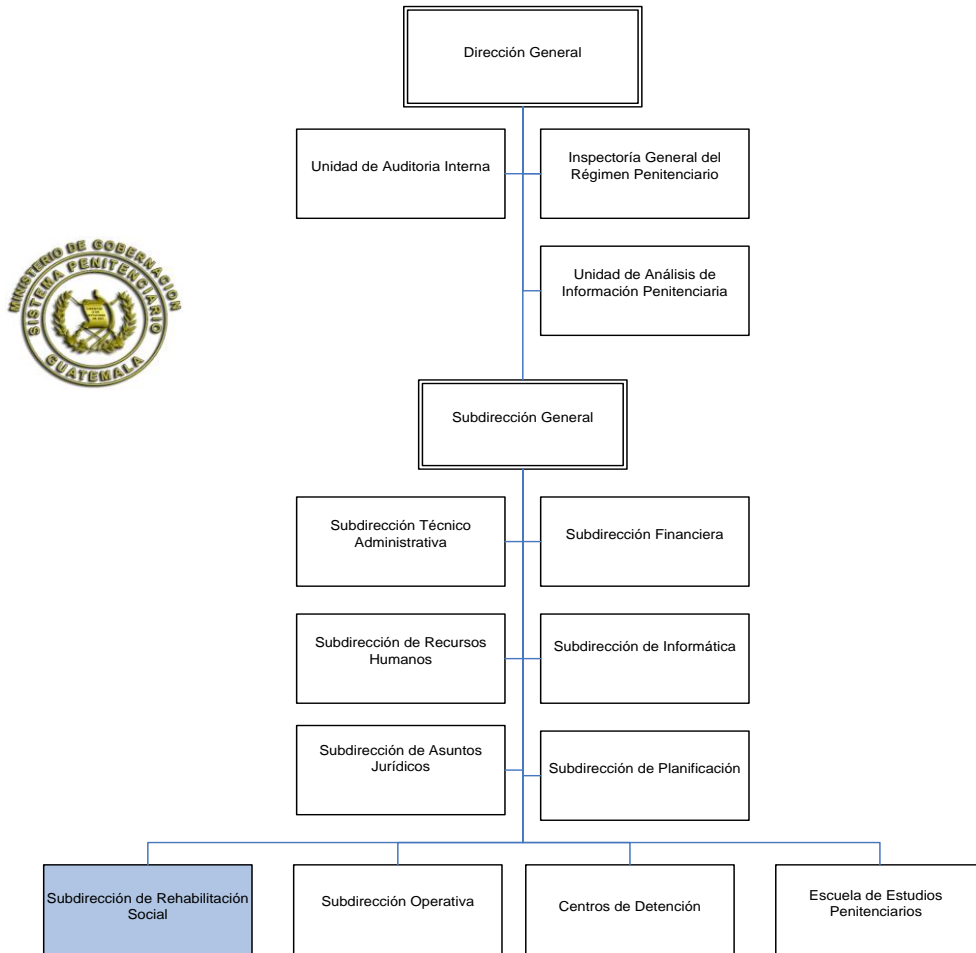 Dirección General
Unidad de Auditoria Interna
Inspectoría General del
Régimen Penitenciario
Unidad de Análisis de
Información Penitenciaria
MINISTERIO DE GOBERNACION
SISTEMA PENITENCIARIO
GUATEMALA
Subdirección General
Subdirección Técnico
Administrativa
Subdirección Financiera
Subdirección de Recursos
Humanos
Subdirección de Informática
Subdirección de Asuntos
Jurídicos
Subdirección de Planificación
Subdirección de Rehabilitación
Social
Subdirección Operativa
Centros de Detención
Escuela de Estudios
Penitenciarios